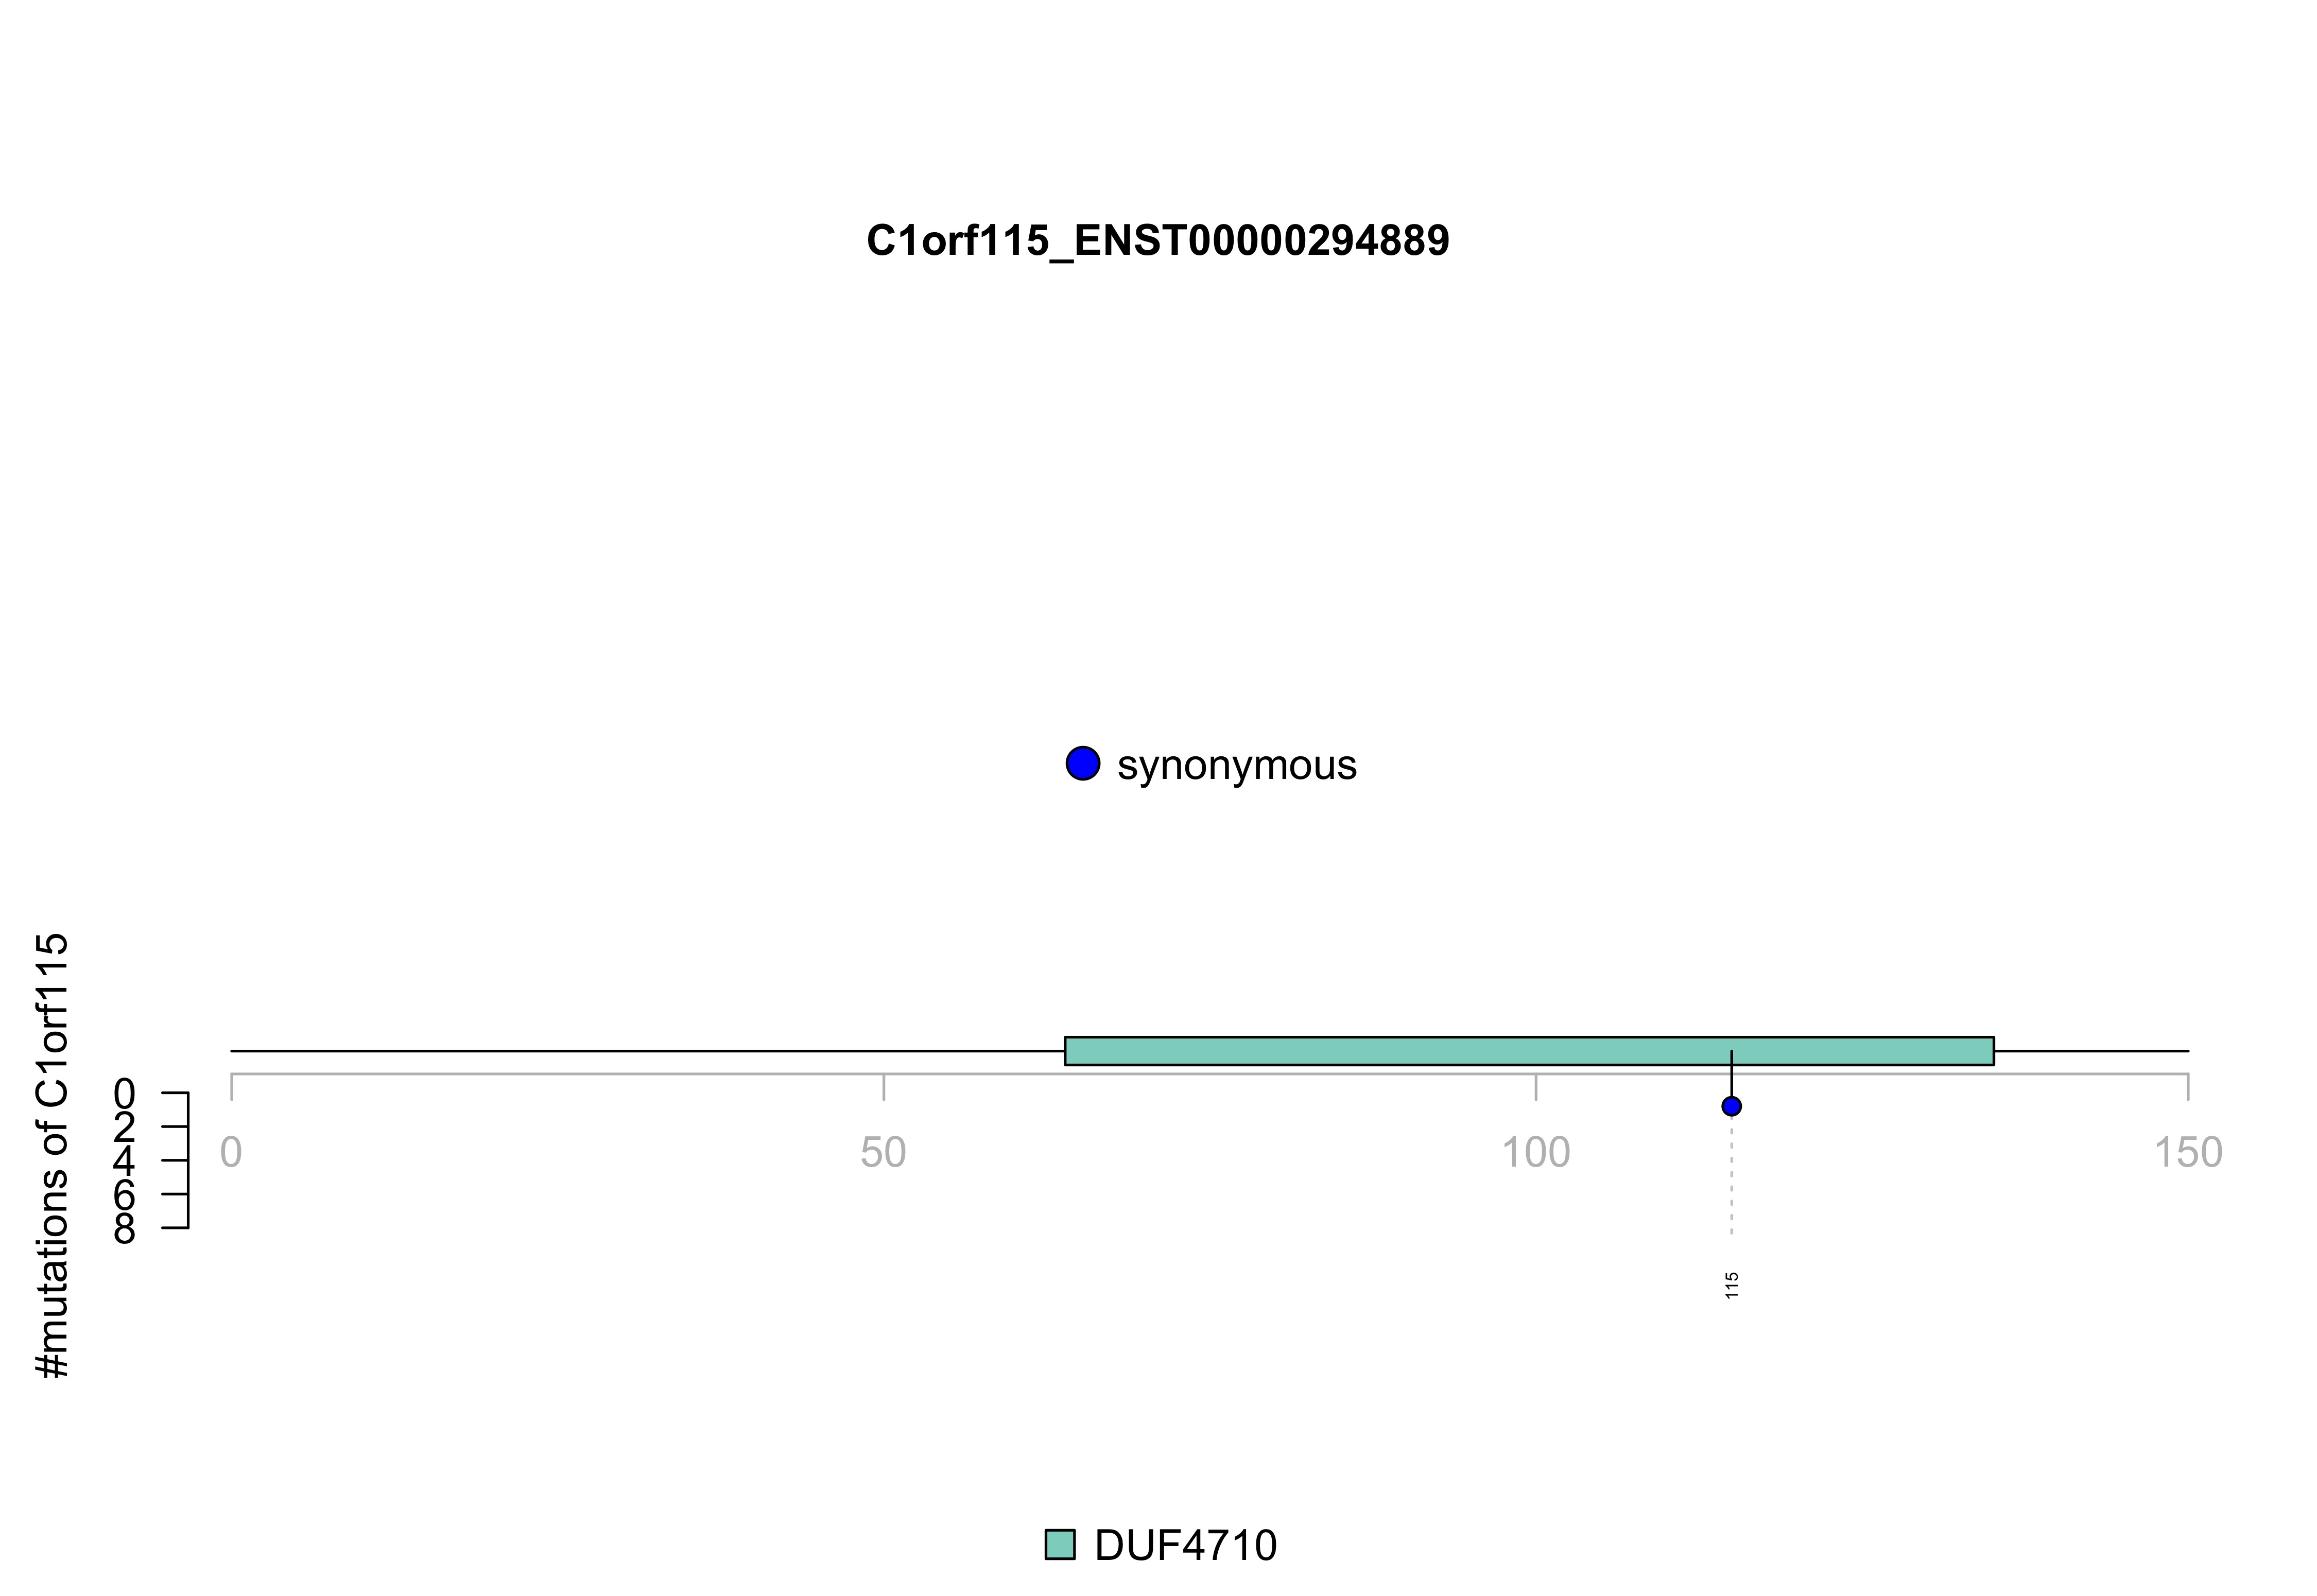 C1orf115_ENST00000294889
synonymous
#mutations of C1orf115
0
2
4
6
8
0 50 100 150
115
DUF4710